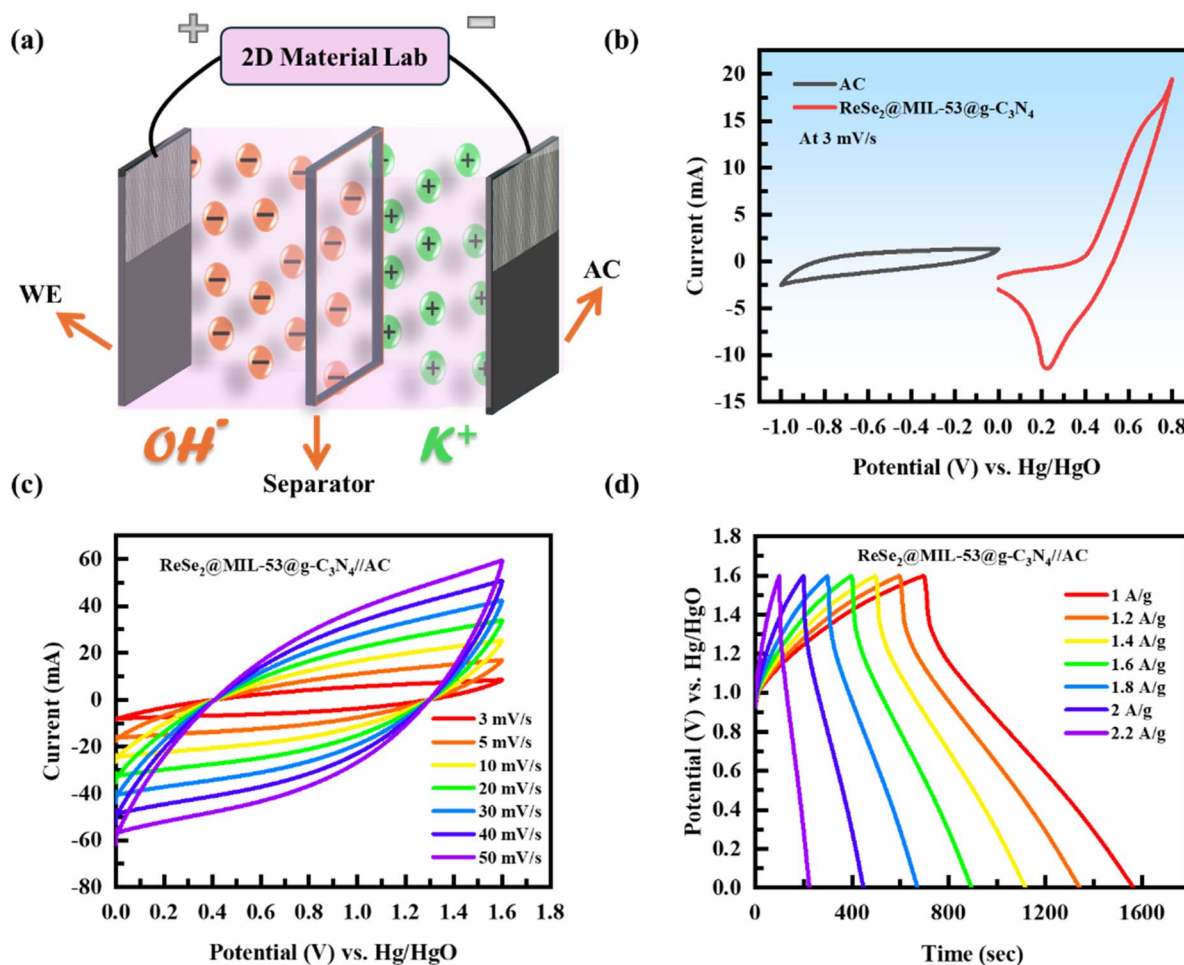 (a)
2D Material Lab
+
−
WE
AC
OH-
K+
Separator
(b)
AC
ReSe2@MIL-53@g-C3N4
At 3 mV/s
Current (mA)
20
15
10
5
0
-5
-10
-15
-1.0 -0.8 -0.6 -0.4 -0.2 0.0 0.2 0.4 0.6 0.8
Potential (V) vs. Hg/HgO
(c)
ReSe2@MIL-53@g-C3N4//AC
Current (mA)
60
40
20
0
-20
-40
-60
-80
3 mV/s
5 mV/s
10 mV/s
20 mV/s
30 mV/s
40 mV/s
50 mV/s
0.0 0.2 0.4 0.6 0.8 1.0 1.2 1.4 1.6 1.8
Potential (V) vs. Hg/HgO
(d)
ReSe2@MIL-53@g-C3N4//AC
Potential (V) vs. Hg/HgO
1.8
1.6
1.4
1.2
1.0
0.8
0.6
0.4
0.2
0.0
1 A/g
1.2 A/g
1.4 A/g
1.6 A/g
1.8 A/g
2 A/g
2.2 A/g
0 400 800 1200 1600
Time (sec)